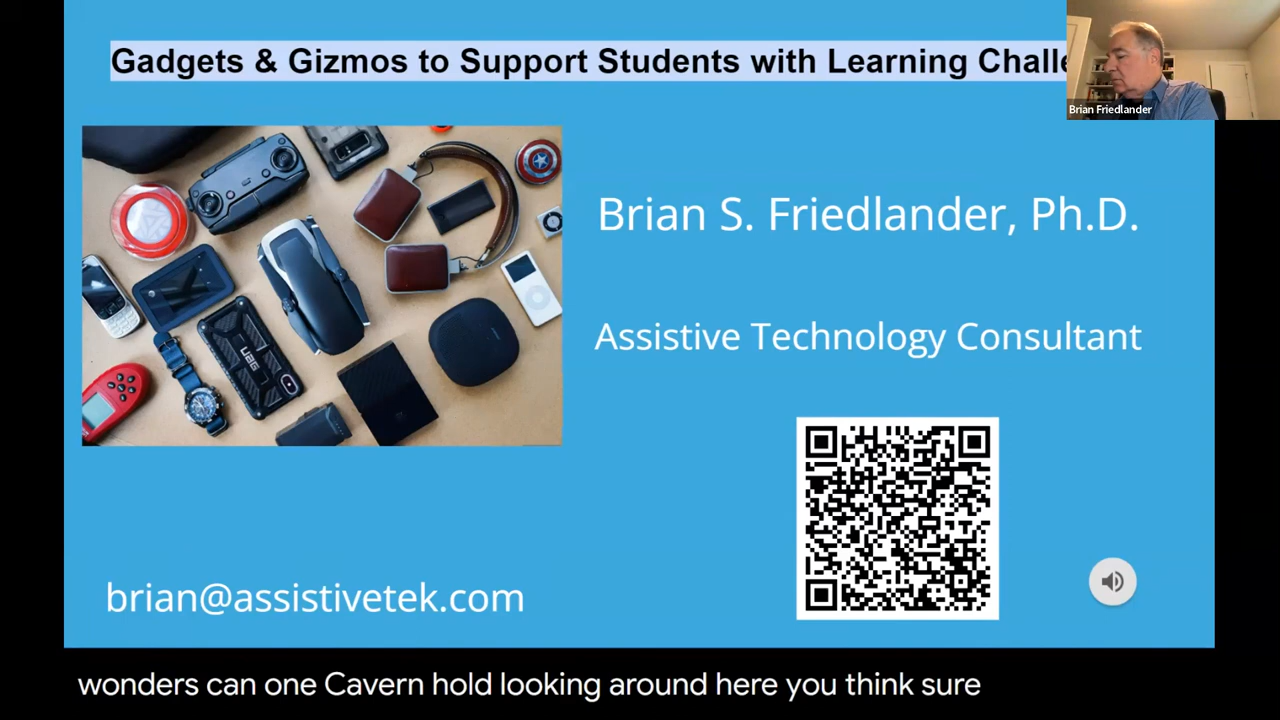 Gadgets & Gizmos to Support Students with Learning Challe
Brian Friedlander
Brian S. Friedlander, Ph.D.
Assistive Technology Consultant
UAG
brian@assistivetek.com
wonders can one Cavern hold looking around here you think sure